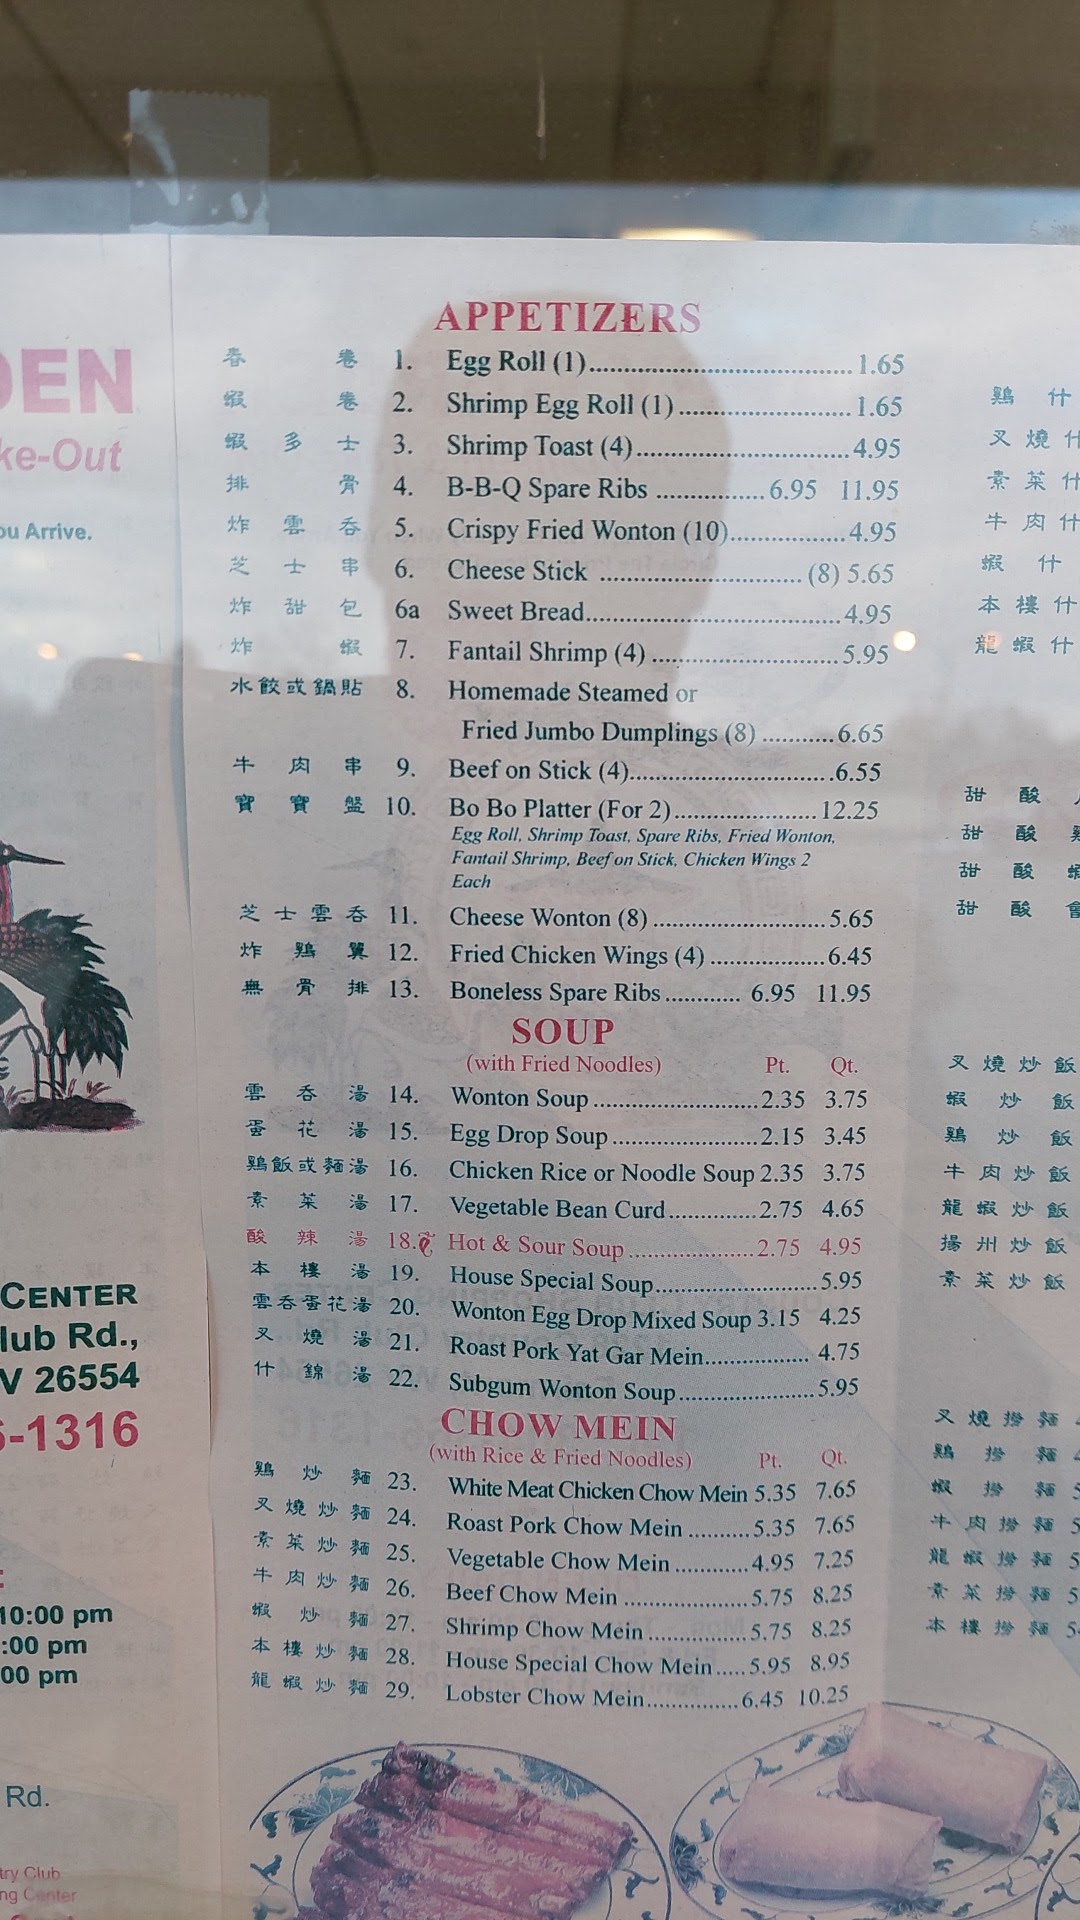 DEN
ke-Out
ou Arrive.
CENTER
lub Rd.,
V 26554
6-1316
10:00 pm
:00 pm
00 pm
Rd.
try Club
ng Center
APPETIZERS
春 卷 1. Egg Roll (1) 1.65
蝦 卷 2. Shrimp Egg Roll (1) 1.65
蝦 多 士 3. Shrimp Toast (4) 4.95
排 骨 4. B-B-Q Spare Ribs 6.95 11.95
炸 雲 吞 5. Crispy Fried Wonton (10) 4.95
芝 士 串 6. Cheese Stick (8) 5.65
炸 甜 包 6a Sweet Bread 4.95
炸 蝦 7. Fantail Shrimp (4) 5.95
水餃或鍋貼 8. Homemade Steamed or
Fried Jumbo Dumplings (8) 6.65
牛 肉 串 9. Beef on Stick (4) 6.55
寶 寶 盤 10. Bo Bo Platter (For 2) 12.25
Egg Roll, Shrimp Toast, Spare Ribs, Fried Wonton,
Fantail Shrimp, Beef on Stick, Chicken Wings 2
Each
芝士雲吞 11. Cheese Wonton (8) 5.65
炸 鷄 翼 12. Fried Chicken Wings (4) 6.45
無 骨 排 13. Boneless Spare Ribs 6.95 11.95
SOUP
(with Fried Noodles) Pt. Qt.
雲 吞 湯 14. Wonton Soup 2.35 3.75
蛋 花 湯 15. Egg Drop Soup 2.15 3.45
鷄飯或麵湯 16. Chicken Rice or Noodle Soup 2.35 3.75
素 菜 湯 17. Vegetable Bean Curd 2.75 4.65
酸 辣 湯 18. Hot & Sour Soup 2.75 4.95
本 樓 湯 19. House Special Soup 5.95
雲吞蛋花湯 20. Wonton Egg Drop Mixed Soup 3.15 4.25
叉 燒 湯 21. Roast Pork Yat Gar Mein 4.75
什 錦 湯 22. Subgum Wonton Soup 5.95
CHOW MEIN
(with Rice & Fried Noodles) Pt. Qt.
鷄 炒 麵 23. White Meat Chicken Chow Mein 5.35 7.65
叉燒炒麵 24. Roast Pork Chow Mein 5.35 7.65
素菜炒麵 25. Vegetable Chow Mein 4.95 7.25
牛肉炒麵 26. Beef Chow Mein 5.75 8.25
蝦 炒 麵 27. Shrimp Chow Mein 5.75 8.25
本樓炒麵 28. House Special Chow Mein 5.95 8.95
龍蝦炒麵 29. Lobster Chow Mein 6.45 10.25
鷄 什
叉 燒 什
素 菜 什
牛 肉 什
蝦 什
本 樓 什
龍 蝦 什
甜 酸
甜 酸
甜 酸
甜 酸
叉 燒 炒 飯
蝦 炒 飯
鷄 炒 飯
牛 肉 炒 飯
龍 蝦 炒 飯
揚 州 炒 飯
素 菜 炒 飯
叉 燒 撈 麵
鷄 撈 麵
蝦 撈 麵
牛 肉 撈 麵
龍 蝦 撈 麵
素 菜 撈 麵
本 樓 撈 麵